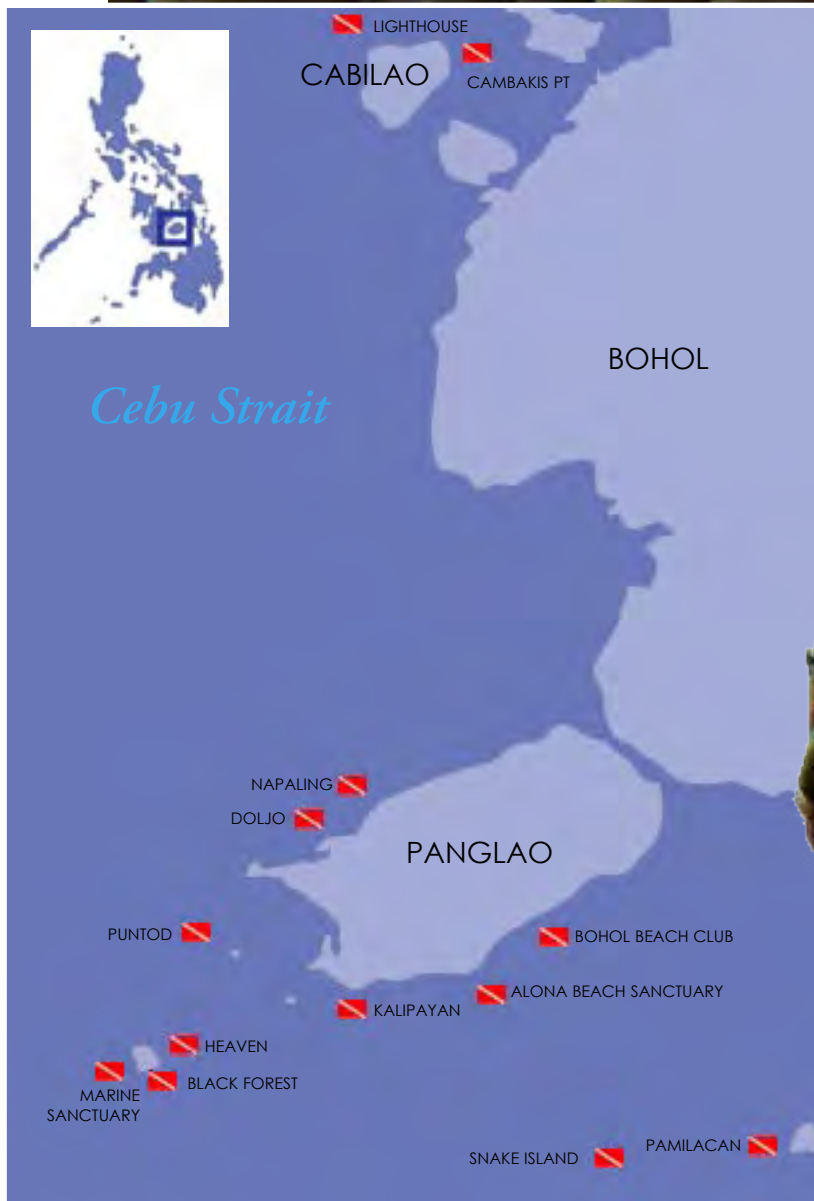 LIGHTHOUSE
CABILAO
CAMBAKIS PT
BOHOL
Cebu Strait
NAPALING
DOLJO
PANGLAO
PUNTOD
BOHOL BEACH CLUB
ALONA BEACH SANCTUARY
KALIPAYAN
HEAVEN
BLACK FOREST
MARINE
SANCTUARY
PAMILACAN
SNAKE ISLAND